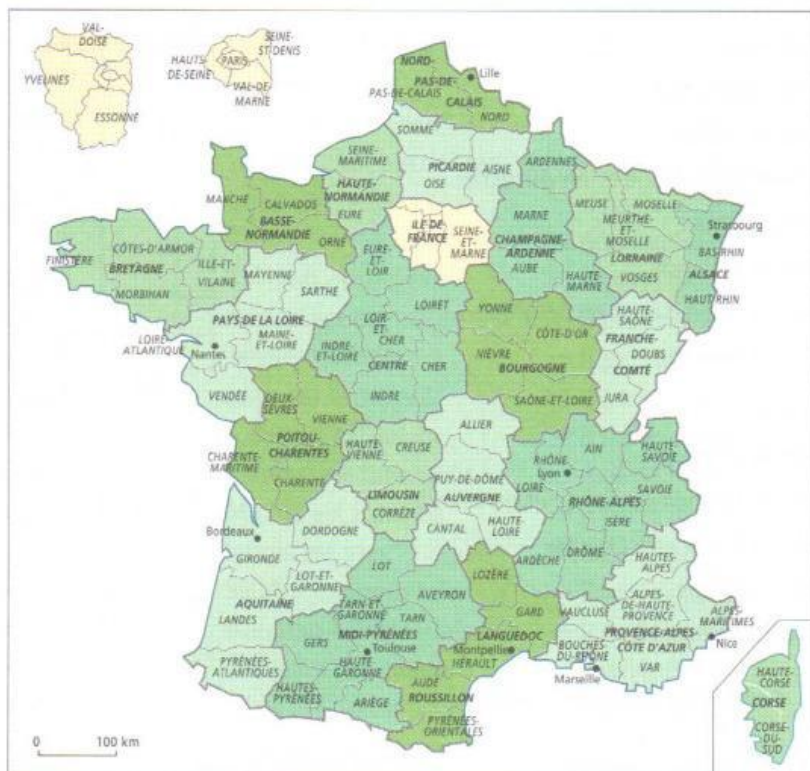 VAL-
D'OISE
YVELINES
ESSONNE
SEINE-
ST-DENIS
HAUTS-
DE-SEINE
PARIS
VAL-DE-
MARNE
NORD-
PAS-DE-
CALAIS
Lille
PAS-DE-CALAIS
NORD
SOMME
PICARDIE
AISNE
OISE
SEINE-
MARITIME
HAUTE-
NORMANDIE
EURE
ARDENNES
MARNE
CHAMPAGNE-
ARDENNE
AUBE
HAUTE
MARNE
MEUSE
MOSELLE
MEURTHE-
ET-
MOSELLE
LORRAINE
VOSGES
Strasbourg
BAS-RHIN
ALSACE
HAUT-RHIN
MANCHE
CALVADOS
BASSE-
NORMANDIE
ORNE
ILE-DE-
FRANCE
SEINE-
ET-
MARNE
FINISTÈRE
CÔTES-D'ARMOR
BRETAGNE
ILLE-ET-
VILAINE
MORBIHAN
MAYENNE
SARTHE
PAYS DE LA LOIRE
LOIRE-
ATLANTIQUE
Nantes
MAINE-
ET-LOIRE
VENDÉE
EURE-
ET-
LOIR
LOIRET
LOIR-
ET-
CHER
INDRE-
ET-LOIRE
CENTRE
CHER
INDRE
YONNE
CÔTE-D'OR
NIÈVRE
BOURGOGNE
SAÔNE-ET-LOIRE
HAUTE-
SAÔNE
FRANCHE-
DOUBS
COMTÉ
JURA
DEUX-
SÈVRES
VIENNE
POITOU-
CHARENTES
CHARENTE-
MARITIME
CHARENTE
HAUTE-
VIENNE
CREUSE
LIMOUSIN
CORRÈZE
ALLIER
PUY-DE-DÔME
AUVERGNE
CANTAL
HAUTE
LOIRE
RHÔNE
Lyon
AIN
HAUTE
SAVOIE
LOIRE
SAVOIE
RHÔNE-ALPES
ISÈRE
ARDÈCHE
DRÔME
Bordeaux
DORDOGNE
GIRONDE
LOT-ET-
GARONNE
AQUITAINE
LANDES
PYRÉNÉES-
ATLANTIQUES
LOT
AVEYRON
TARN-ET-
GARONNE
TARN
MIDI-PYRÉNÉES
GERS
Toulouse
HAUTE
GARONNE
HAUTES-
PYRÉNÉES
ARIÈGE
LOZÈRE
GARD
LANGUEDOC
Montpellier
HÉRAULT
AUDE
ROUSSILLON
PYRÉNÉES-
ORIENTALES
HAUTES-
ALPES
ALPES-
DE-HAUTE-
PROVENCE
ALPES-
MARITIMES
VAUCLUSE
PROVENCE-ALPES-
CÔTE D'AZUR
BOUCHES
DU-RHÔNE
VAR
Nice
Marseille
HAUTE-
CORSE
CORSE
CORSE-
DU-
SUD
0 100 km